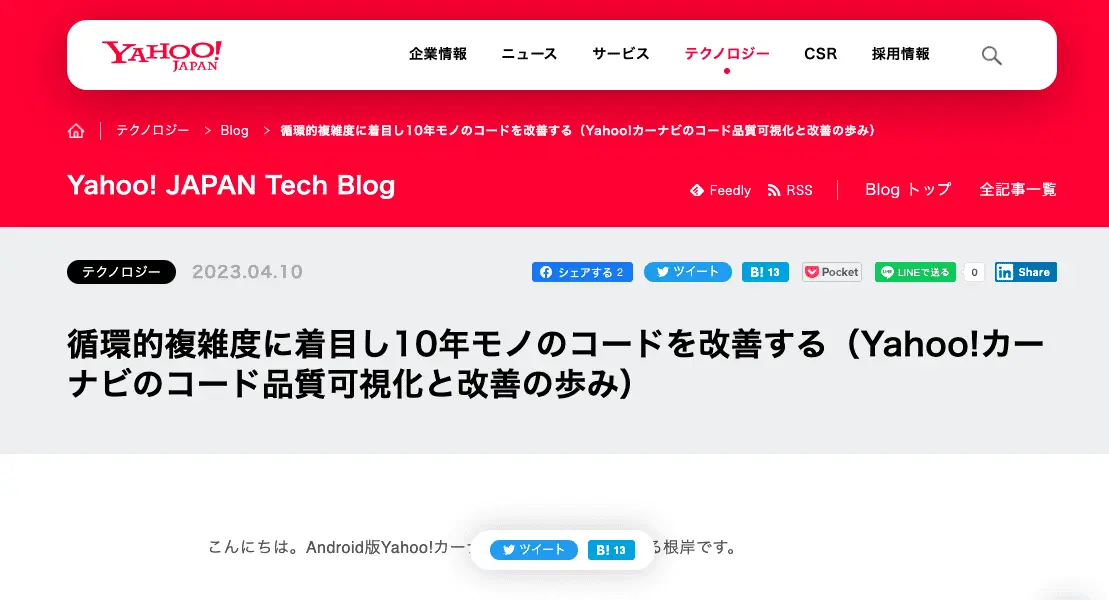 YAHOO! JAPAN
企業情報 ニュース サービス テクノロジー CSR 採用情報
テクノロジー > Blog > 循環的複雑度に着目し10年モノのコードを改善する（Yahoo!カーナビのコード品質可視化と改善の歩み）
Yahoo! JAPAN Tech Blog
Feedly RSS Blog トップ 全記事一覧
テクノロジー 2023.04.10
シェアする 2 ツイート B! 13 Pocket LINEで送る 0 in Share
循環的複雑度に着目し10年モノのコードを改善する（Yahoo!カー
ナビのコード品質可視化と改善の歩み）
こんにちは。Android版Yahoo!カー 根岸です。
ツイート B! 13